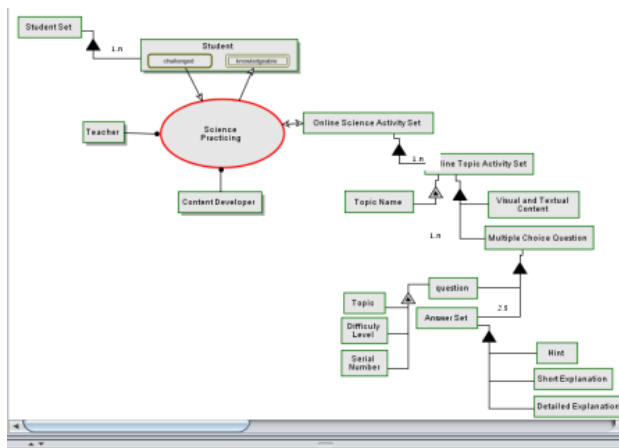 Student Set
1.n
Student
challenged
knowledgeable
Science
Practicing
Teacher
Content Developer
Online Science Activity Set
1.n
line Topic Activity Set
Topic Name
Visual and Textual
Content
1.n
Multiple Choice Question
question
Topic
2.5
Answer Set
Difficuly
Level
Serial
Number
Hint
Short Explanation
Detailed Explanation